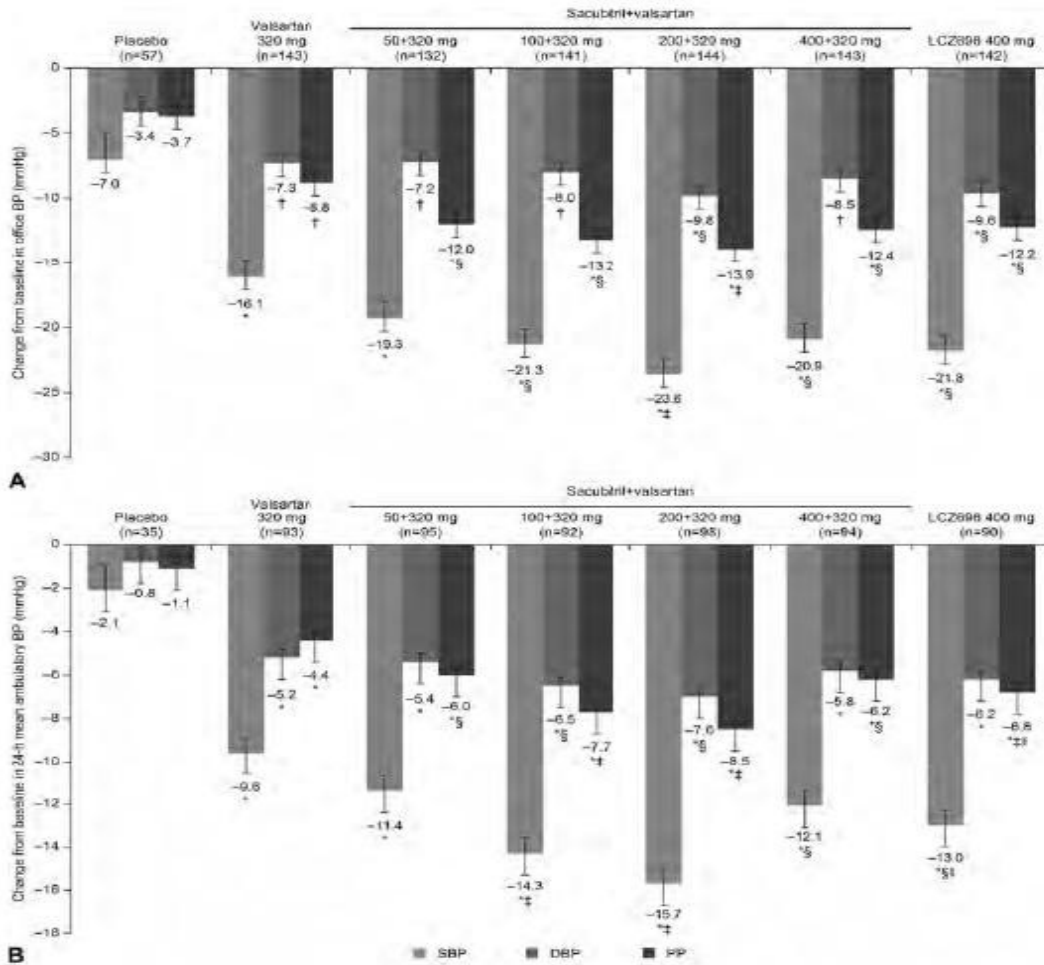 Sacubitril+valsartan
Placebo
(n=57)
Valsartan
320 mg
(n=143)
50+320 mg
(n=132)
100+320 mg
(n=141)
200+320 mg
(n=144)
400+320 mg
(n=143)
LCZ696 400 mg
(n=142)
Change from baseline in office BP (mmHg)
0
−5
−10
−15
−20
−25
−30
−7.0
−3.4
−3.7
−16.1
*
−7.3
†
−8.8
†
−19.3
*
−7.2
†
−12.0
*§
−21.3
*§
−8.0
†
−13.2
*§
−23.6
*‡
−9.8
*§
−13.9
*‡
−20.9
*§
−8.5
†
−12.4
*§
−21.8
*§
−9.6
*§
−12.2
*§
A
Sacubitril+valsartan
Placebo
(n=35)
Valsartan
320 mg
(n=93)
50+320 mg
(n=95)
100+320 mg
(n=92)
200+320 mg
400+320 mg
(n=94)
LCZ696 400 mg
(n=90)
Change from baseline in 24-h mean ambulatory BP (mmHg)
0
−2
−4
−6
−8
−10
−12
−14
−16
−18
−2.1
−0.8
−1.1
*
−5.2
*
−4.4
*
−11.4
*
−5.4
*
−6.0
*§
−14.3
*‡
−6.5
*§
−7.7
*‡
−15.7
*‡
*§
−8.5
*‡
−12.1
*§
−5.8
*
−6.2
*§
−13.0
−6.2
*
−6.8
B
SBP DBP PP